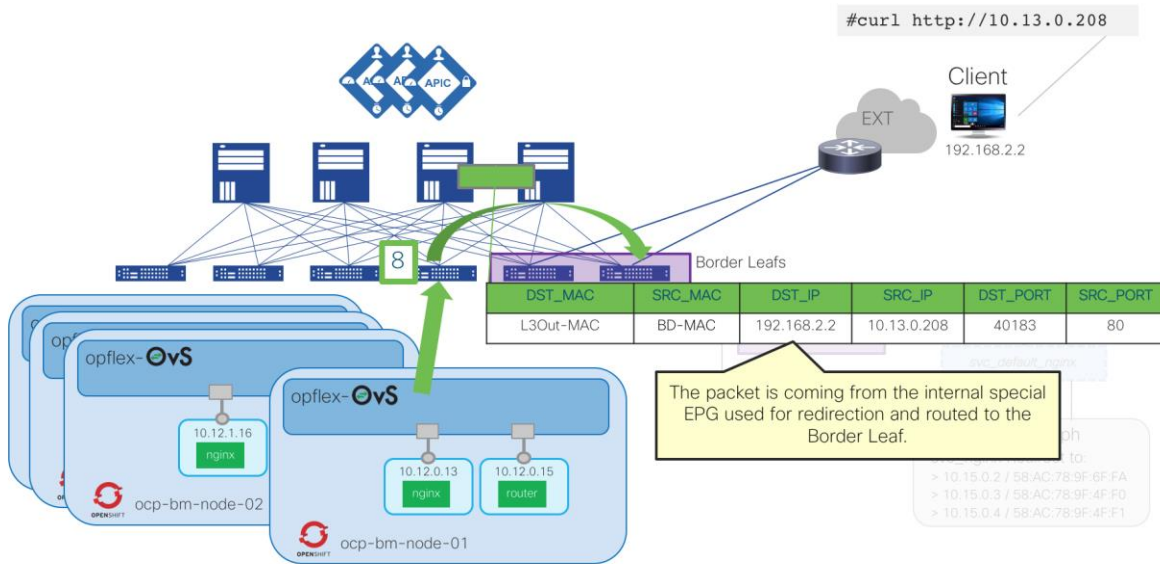 #curl http://10.13.0.208
Client
APIC
EXT
192.168.2.2
8
Border Leafs
DST_MAC SRC_MAC DST_IP SRC_IP DST_PORT SRC_PORT
L3Out-MAC BD-MAC 192.168.2.2 10.13.0.208 40183 80
The packet is coming from the internal special
EPG used for redirection and routed to the
Border Leaf.
svc_default_nginx
> 10.15.0.2 / 58:AC:78:9F:6F:FA
> 10.15.0.3 / 58:AC:78:9F:4F:F0
> 10.15.0.4 / 58:AC:78:9F:4F:F1
opflex-OvS
10.12.1.16
nginx
OPENSHIFT
ocp-bm-node-02
opflex-OvS
10.12.0.13 10.12.0.15
nginx router
OPENSHIFT
ocp-bm-node-01